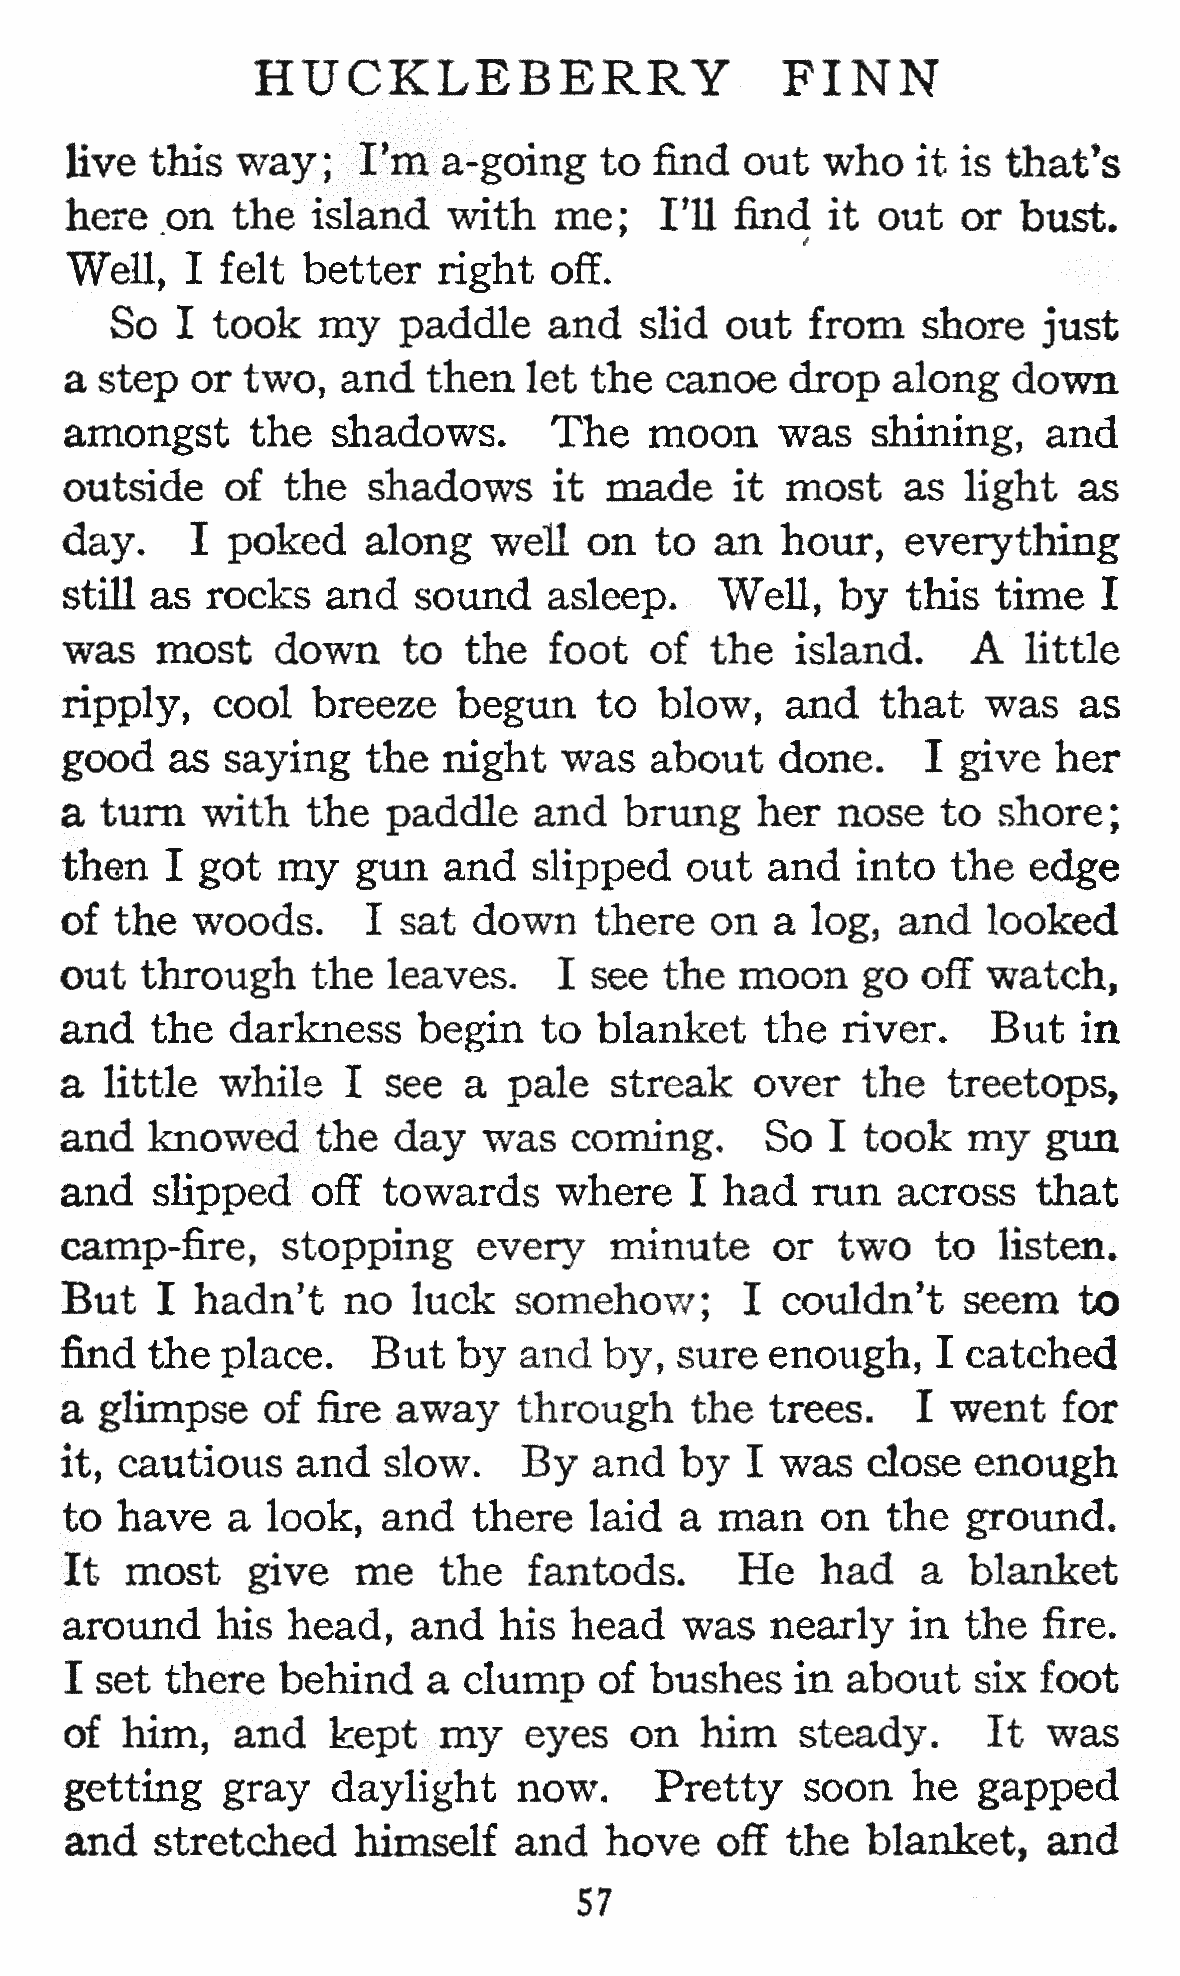 HUCKLEBERRY FINN
live this way; I'm a-going to find out who it is that's
here on the island with me; I'll find it out or bust.
Well, I felt better right off.
So I took my paddle and slid out from shore just
a step or two, and then let the canoe drop along down
amongst the shadows. The moon was shining, and
outside of the shadows it made it most as light as
day. I poked along well on to an hour, everything
still as rocks and sound asleep. Well, by this time I
was most down to the foot of the island. A little
ripply, cool breeze begun to blow, and that was as
good as saying the night was about done. I give her
a turn with the paddle and brung her nose to shore;
then I got my gun and slipped out and into the edge
of the woods. I sat down there on a log, and looked
out through the leaves. I see the moon go off watch,
and the darkness begin to blanket the river. But in
a little while I see a pale streak over the treetops,
and knowed the day was coming. So I took my gun
and slipped off towards where I had run across that
camp-fire, stopping every minute or two to listen.
But I hadn't no luck somehow; I couldn't seem to
find the place. But by and by, sure enough, I catched
a glimpse of fire away through the trees. I went for
it, cautious and slow. By and by I was close enough
to have a look, and there laid a man on the ground.
It most give me the fantods. He had a blanket
around his head, and his head was nearly in the fire.
I set there behind a clump of bushes in about six foot
of him, and kept my eyes on him steady. It was
getting gray daylight now. Pretty soon he gapped
and stretched himself and hove off the blanket, and
57